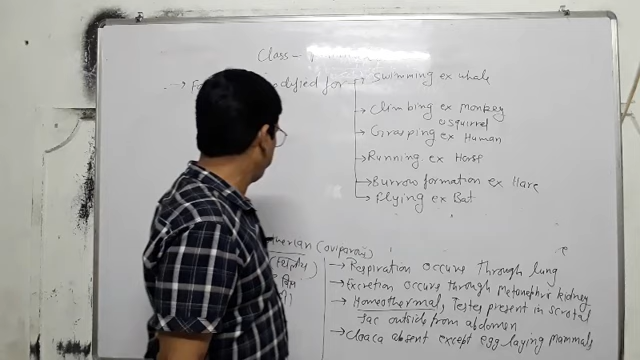 Class -
→ modified for → Swimming ex whale
→ Climbing ex monkey
squirrel
→ Grasping ex Human
→ Running ex Horse
→ Burrow formation ex Hare
→ Flying ex Bat
(oviparous)
→ Respiration occurs through lung
→ Excretion occurs through Metanephric kidney
→ Homeothermal, Testes present in scrotal
sac outside from abdomen
→ Cloaca absent except egg laying mammals